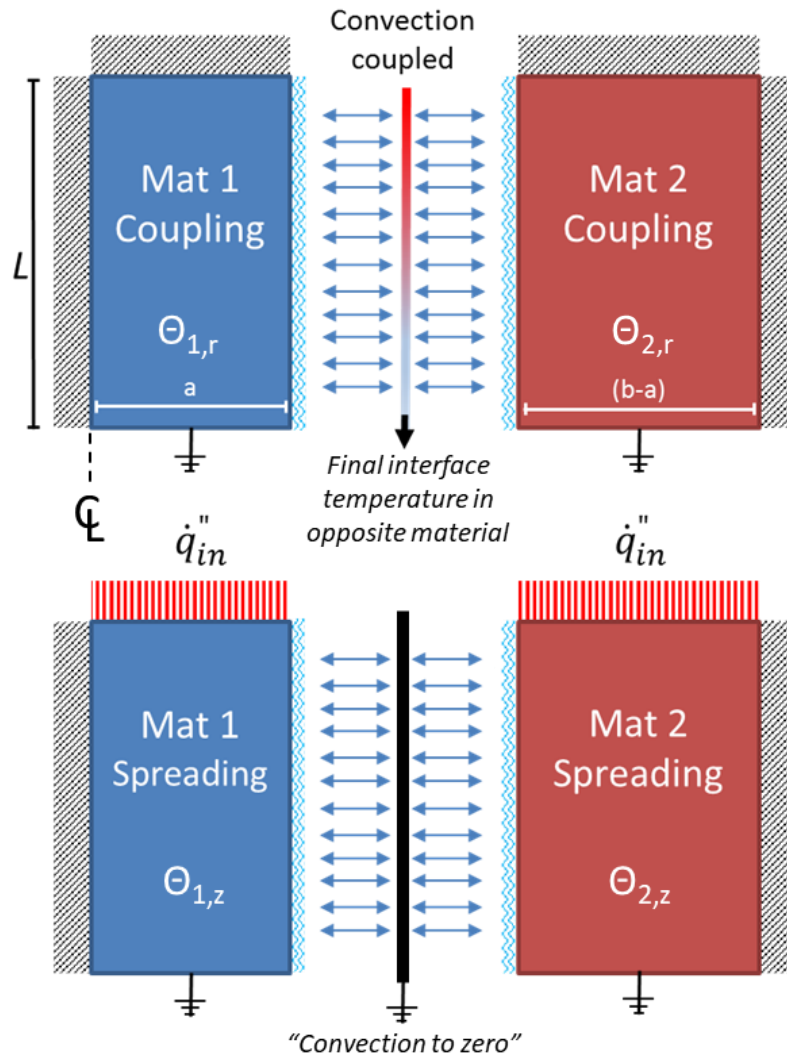 Convection
coupled
Mat 1
Coupling
Θ1,r
a
L
Mat 2
Coupling
Θ2,r
(b-a)
Final interface
temperature in
opposite material
℄
q̇"in
q̇"in
Mat 1
Spreading
Θ1,z
Mat 2
Spreading
Θ2,z
“Convection to zero”